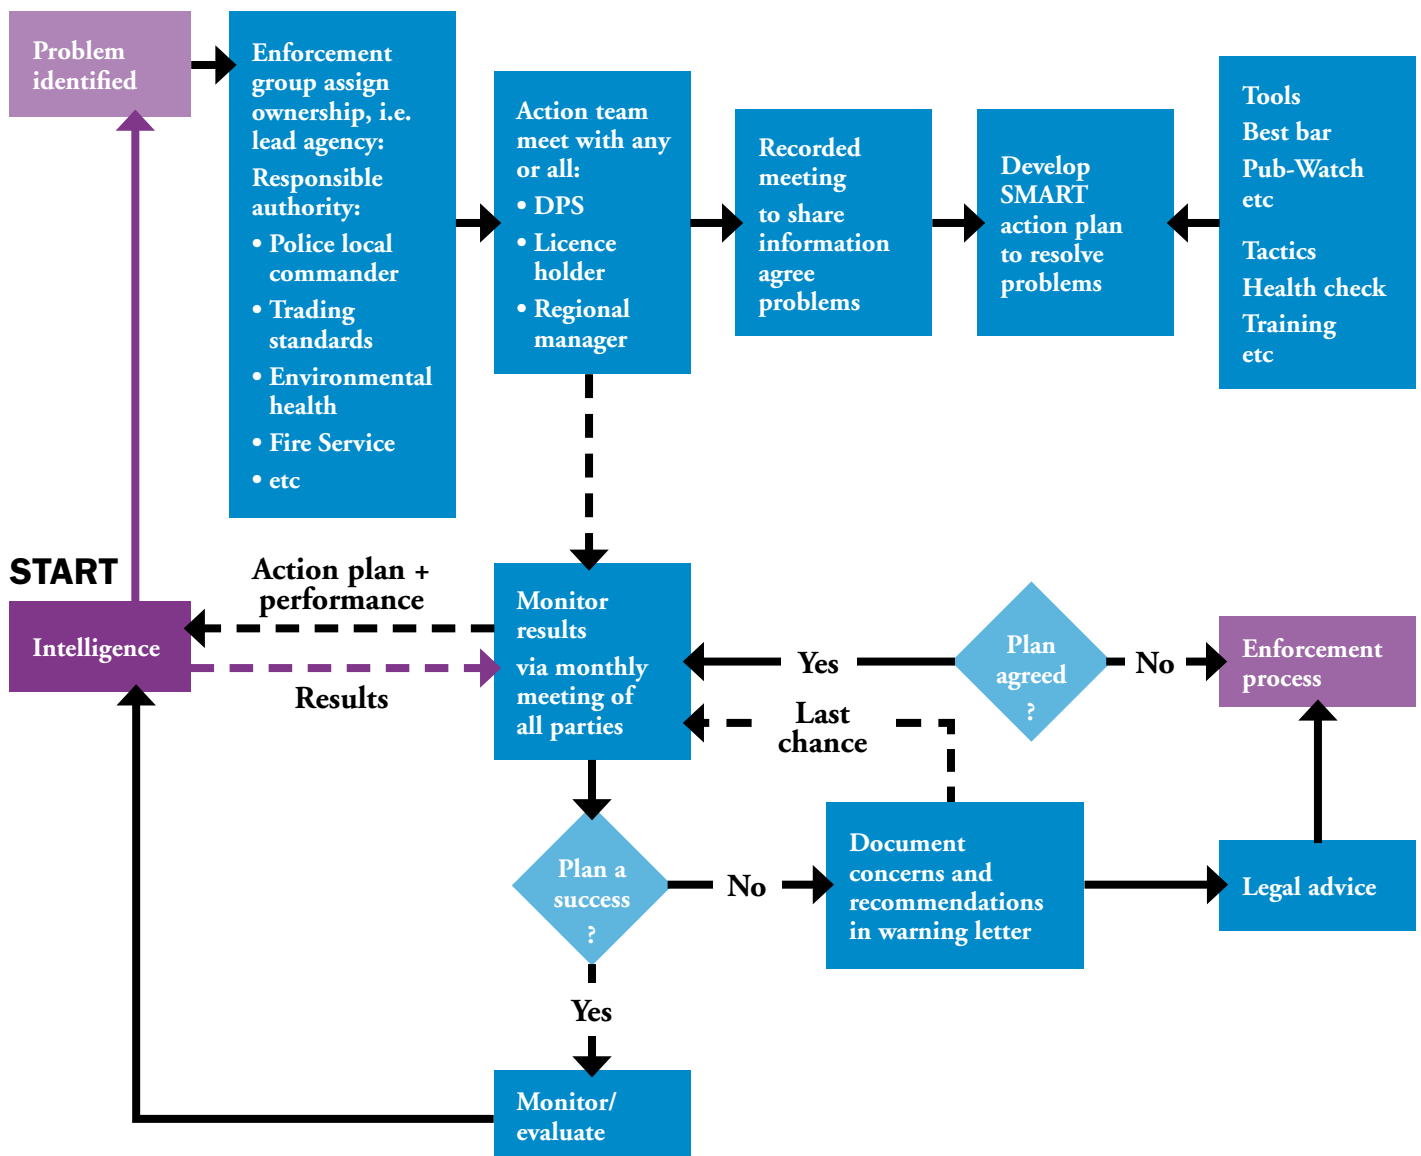 Problem
identified
Enforcement
group assign
ownership, i.e.
lead agency:
Responsible
authority:
• Police local
commander
• Trading
standards
• Environmental
health
• Fire Service
• etc
Action team
meet with any
or all:
• DPS
• Licence
holder
• Regional
manager
Recorded
meeting
to share
information
agree
problems
Develop
SMART
action plan
to resolve
problems
Tools
Best bar
Pub-Watch
etc
Tactics
Health check
Training
etc
START
Intelligence
Action plan +
performance
Results
Monitor
results
via monthly
meeting of
all parties
Yes
Plan
agreed
?
No
Enforcement
process
Last
chance
Plan a
success
?
No
Document
concerns and
recommendations
in warning letter
Legal advice
Yes
Monitor/
evaluate